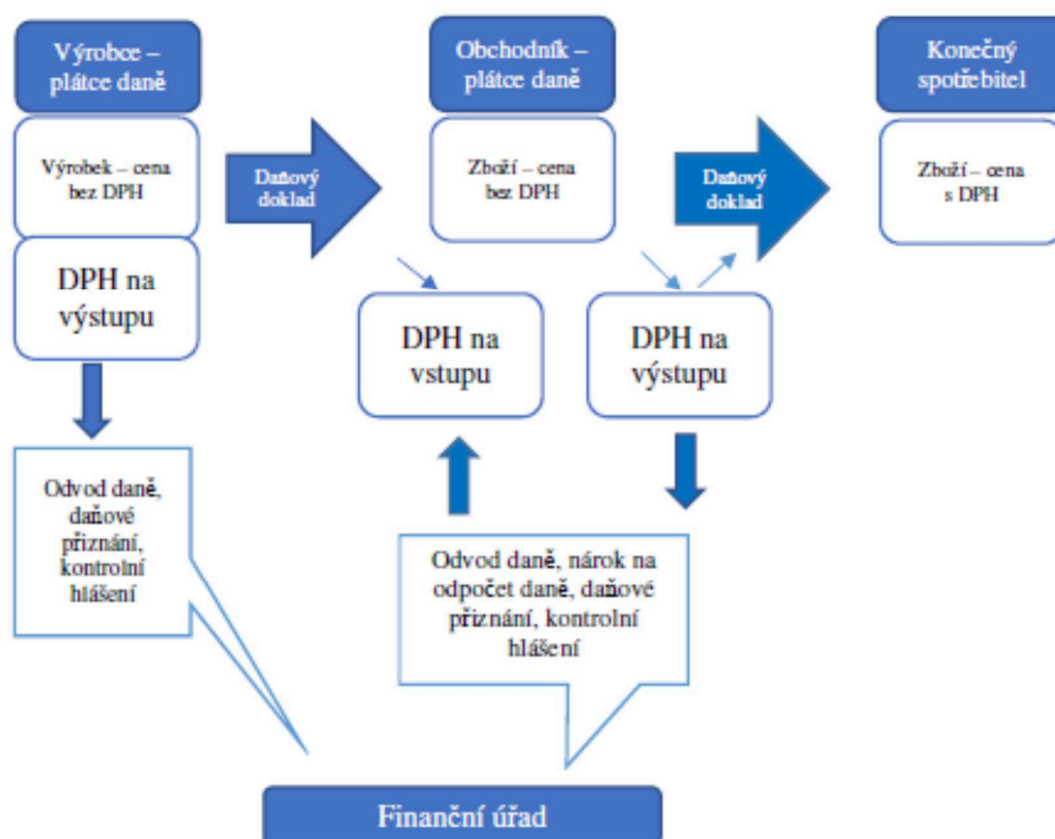 Výrobce –
plátce daně
Výrobek – cena
bez DPH
DPH na
výstupu
Odvod daně,
daňové
přiznání,
kontrolní
hlášení
Daňový
doklad
Obchodník –
plátce daně
Zboží – cena
bez DPH
DPH na
vstupu
DPH na
výstupu
Odvod daně, nárok na
odpočet daně, daňové
přiznání, kontrolní
hlášení
Daňový
doklad
Konečný
spotřebitel
Zboží – cena
s DPH
Finanční úřad